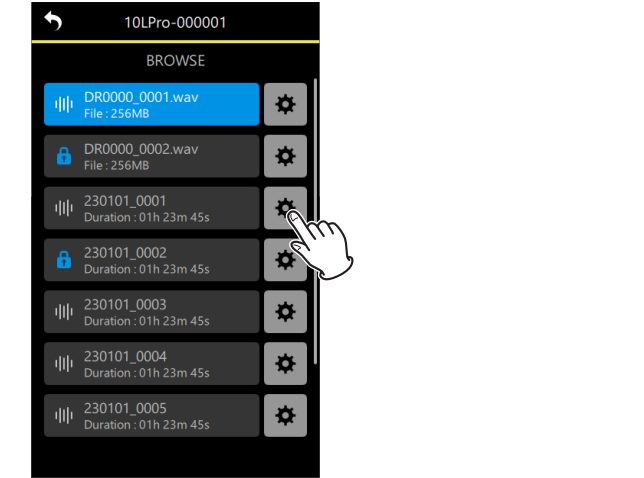 10LPro-000001
BROWSE
DR0000_0001.wav
File : 256MB
DR0000_0002.wav
File : 256MB
230101_0001
Duration : 01h 23m 45s
230101_0002
Duration : 01h 23m 45s
230101_0003
Duration : 01h 23m 45s
230101_0004
Duration : 01h 23m 45s
230101_0005
Duration : 01h 23m 45s